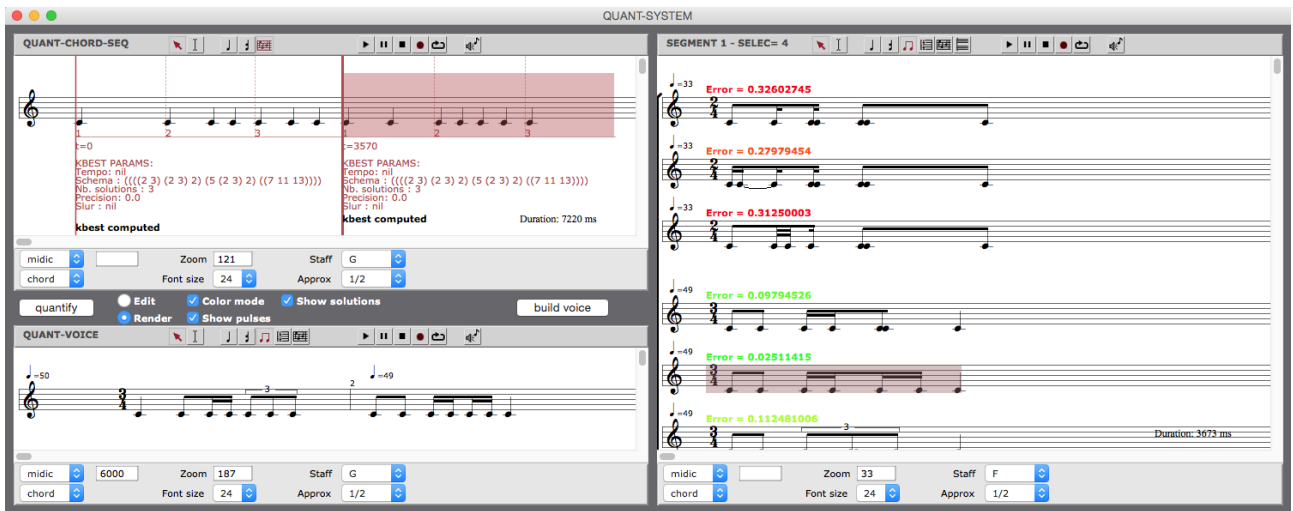 QUANT-SYSTEM
QUANT-CHORD-SEQ
1 2 3 1 2 3
t=0 t=3570
KBEST PARAMS: KBEST PARAMS:
Tempo: nil Tempo: nil
Schema : ((((2 3) (2 3) 2) (5 (2 3) 2) ((7 11 13)))) Schema : ((((2 3) (2 3) 2) (5 (2 3) 2) ((7 11 13))))
Nb. solutions : 3 Nb. solutions : 3
Precision: 0.0 Precision: 0.0
Slur : nil Slur : nil
kbest computed kbest computed Duration: 7220 ms
midic Zoom 121 Staff G
chord Font size 24 Approx 1/2
quantify Edit Color mode Show solutions build voice
Render Show pulses
QUANT-VOICE
=50 3 2 =49
3
4
midic 6000 Zoom 187 Staff G
chord Font size 24 Approx 1/2
SEGMENT 1 - SELEC= 4
=33 Error = 0.32602745
2
4
Error = 0.27979454
=33
2
4
=33 Error = 0.31250003
2
4
=49 Error = 0.09794526
3
4
=49 Error = 0.02511415
3
4
=49 Error = 0.112481006
3 3
4 Duration: 3673 ms
midic Zoom 33 Staff F
chord Font size 24 Approx 1/2